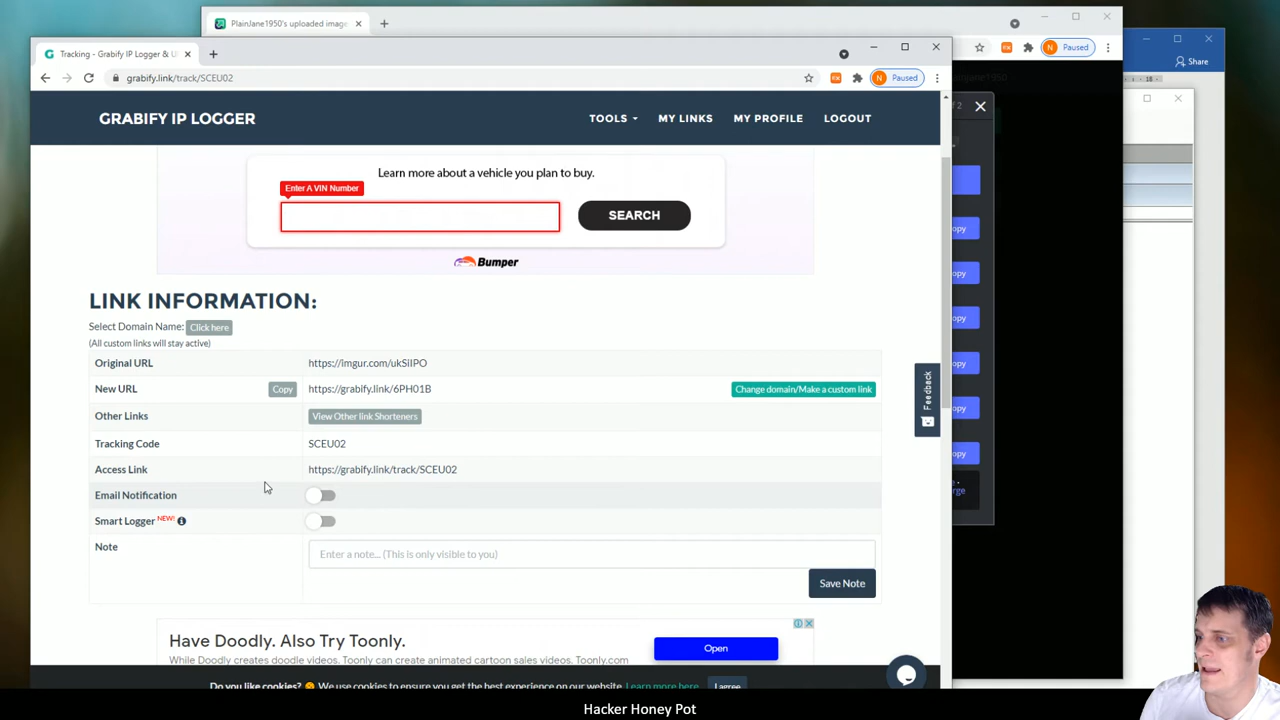 PlainJane1950's uploaded image
Tracking - Grabify IP Logger & U
Paused
Share
grabify.link/track/SCEU02
Paused
GRABIFY IP LOGGER
TOOLS
MY LINKS
MY PROFILE
LOGOUT
Learn more about a vehicle you plan to buy.
Enter A VIN Number
SEARCH
Bumper
LINK INFORMATION:
Select Domain Name: Click here
(All custom links will stay active)
Original URL https://imgur.com/ukSiIPO
New URL Copy https://grabify.link/6PH01B Change domain/Make a custom link
Other Links View Other link Shorteners
Tracking Code SCEU02
Access Link https://grabify.link/track/SCEU02
Email Notification
Smart Logger NEW!
Note Enter a note... (This is only visible to you)
Save Note
Feedback
opy
opy
opy
opy
opy
opy
Have Doodly. Also Try Toonly.
While Doodly creates doodle videos. Toonly can create animated cartoon sales videos. Toonly.com
Open
Do you like cookies? We use cookies to ensure you get the best experience on our website. Learn more here
I agree
Hacker Honey Pot